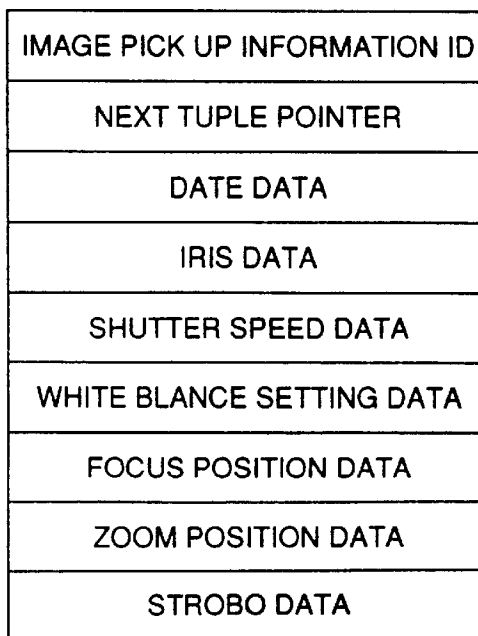 IMAGE PICK UP INFORMATION ID
NEXT TUPLE POINTER
DATE DATA
IRIS DATA
SHUTTER SPEED DATA
WHITE BLANCE SETTING DATA
FOCUS POSITION DATA
ZOOM POSITION DATA
STROBO DATA